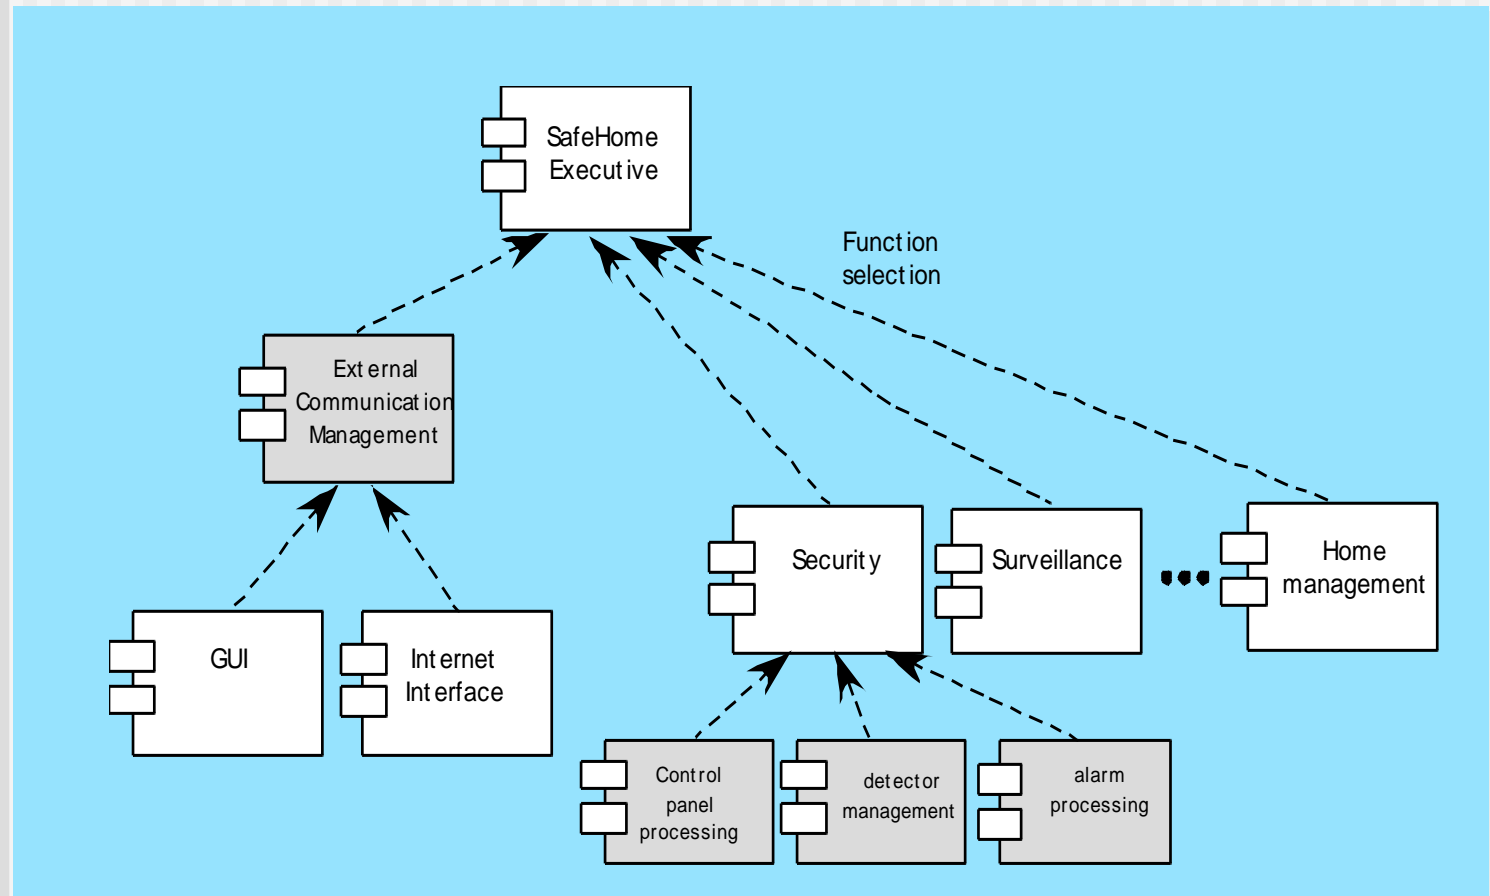 SafeHome
Executive
Function
selection
External
Communication
Management
Security
Surveillance
Home
management
GUI
Internet
Interface
Control
panel
processing
detector
management
alarm
processing